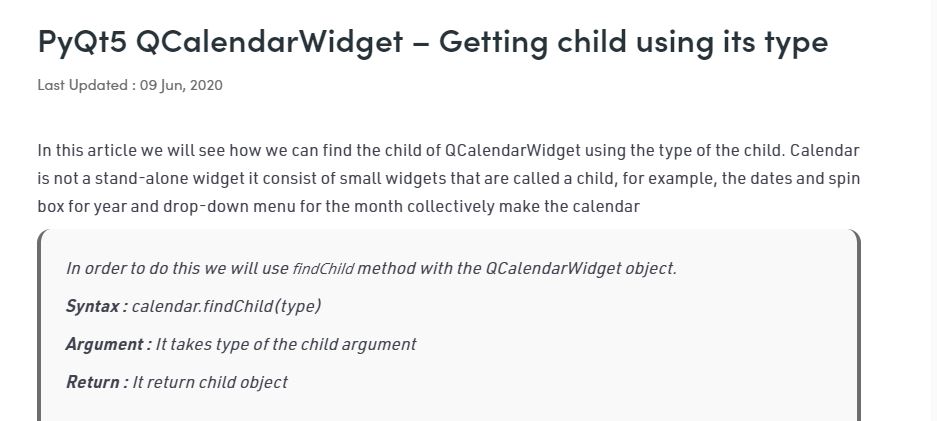 PyQt5 QCalendarWidget – Getting child using its type
Last Updated : 09 Jun, 2020
In this article we will see how we can find the child of QCalendarWidget using the type of the child. Calendar
is not a stand-alone widget it consist of small widgets that are called a child, for example, the dates and spin
box for year and drop-down menu for the month collectively make the calendar
In order to do this we will use findChild method with the QCalendarWidget object.
Syntax : calendar.findChild(type)
Argument : It takes type of the child argument
Return : It return child object